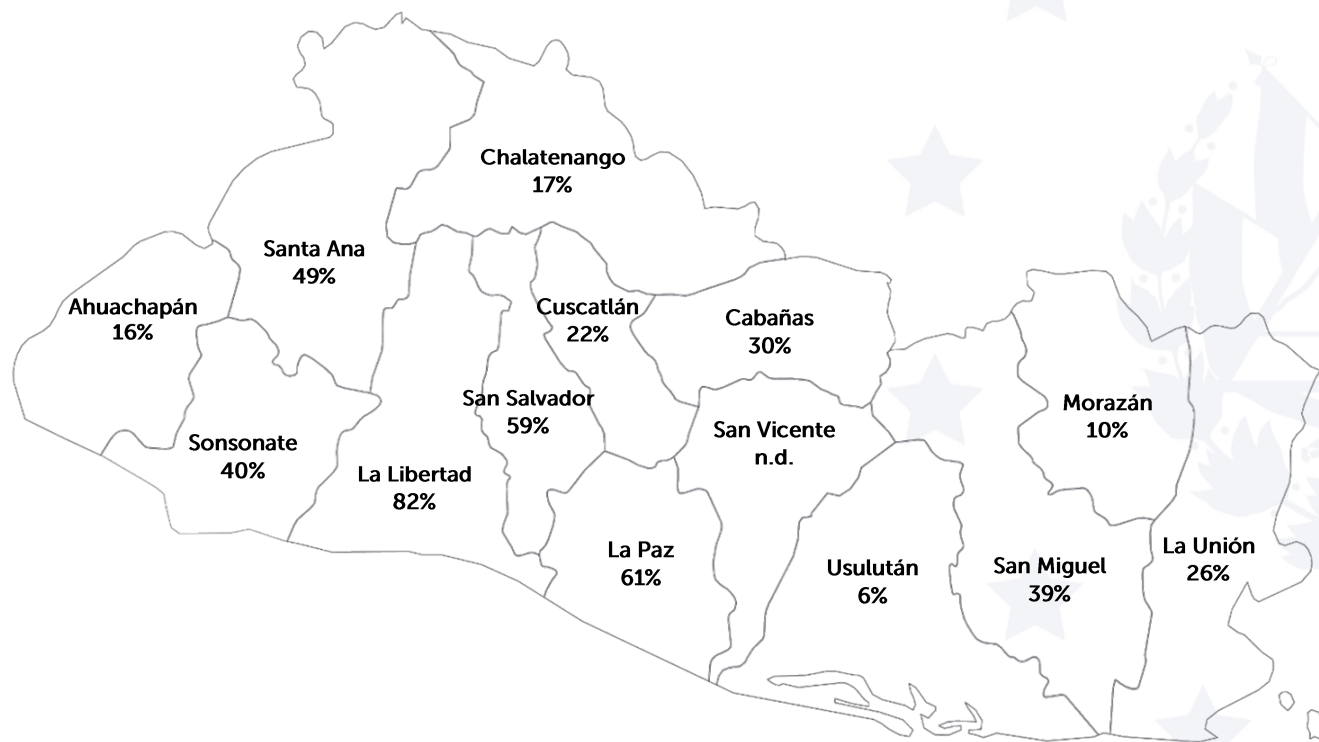 Chalatenango
17%
Santa Ana
49%
Ahuachapán
16%
Cuscatlán
22%
Cabañas
30%
San Salvador
59%
Morazán
10%
Sonsonate
40%
San Vicente
n.d.
La Libertad
82%
La Paz
61%
Usulután
6%
San Miguel
39%
La Unión
26%